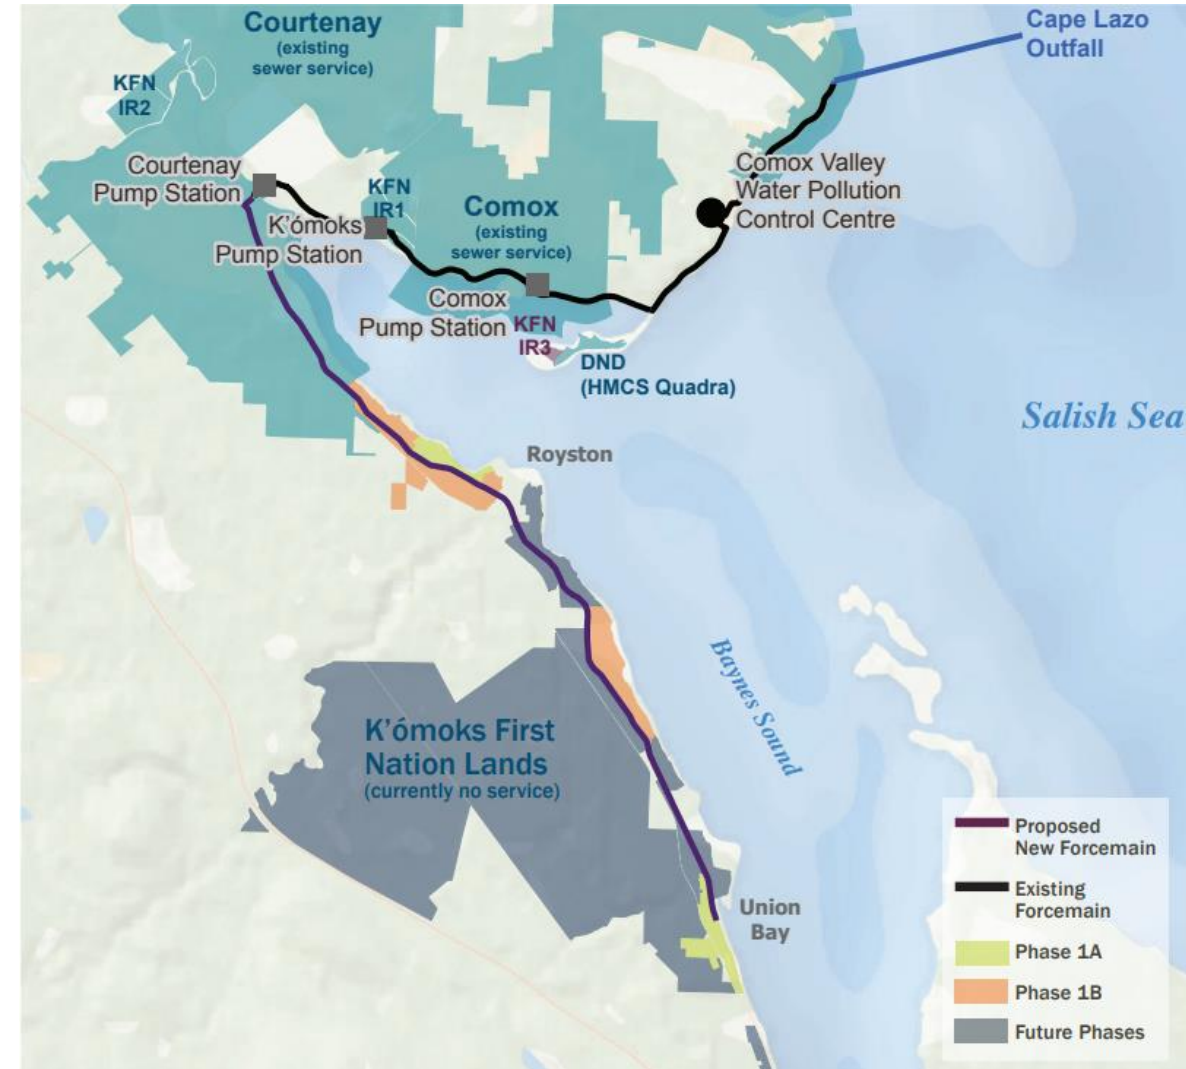 Courtenay
(existing
sewer service)
Cape Lazo
Outfall
KFN
IR2
Courtenay
Pump Station
KFN
IR1
Comox
(existing
sewer service)
Comox Valley
Water Pollution
Control Centre
K'ómoks
Pump Station
Comox
Pump Station
KFN
IR3
DND
(HMCS Quadra)
Salish Sea
Royston
Baynes Sound
K'ómoks First
Nation Lands
(currently no service)
Union
Bay
Proposed
New Forcemain
Existing
Forcemain
Phase 1A
Phase 1B
Future Phases